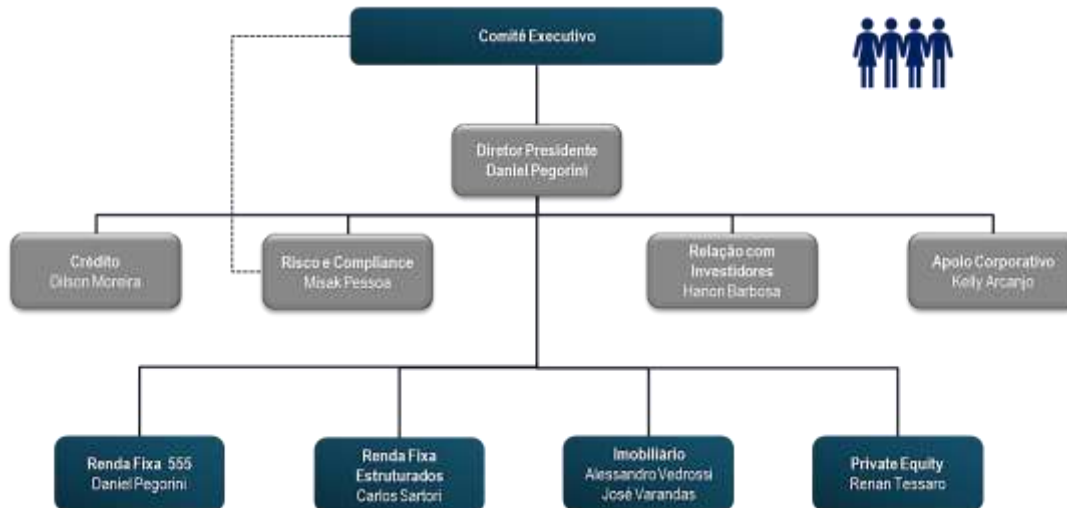 Comitê Executivo
Diretor Presidente
Daniel Pegorini
Crédito
Dilson Moreira
Risco e Compliance
Misak Pessoa
Relação com
Investidores
Hanon Barbosa
Apoio Corporativo
Kelly Arcanjo
Renda Fixa 555
Daniel Pegorini
Renda Fixa
Estruturados
Carlos Sartori
Imobiliário
Alessandro Vedrossi
José Varandas
Private Equity
Renan Tessaro